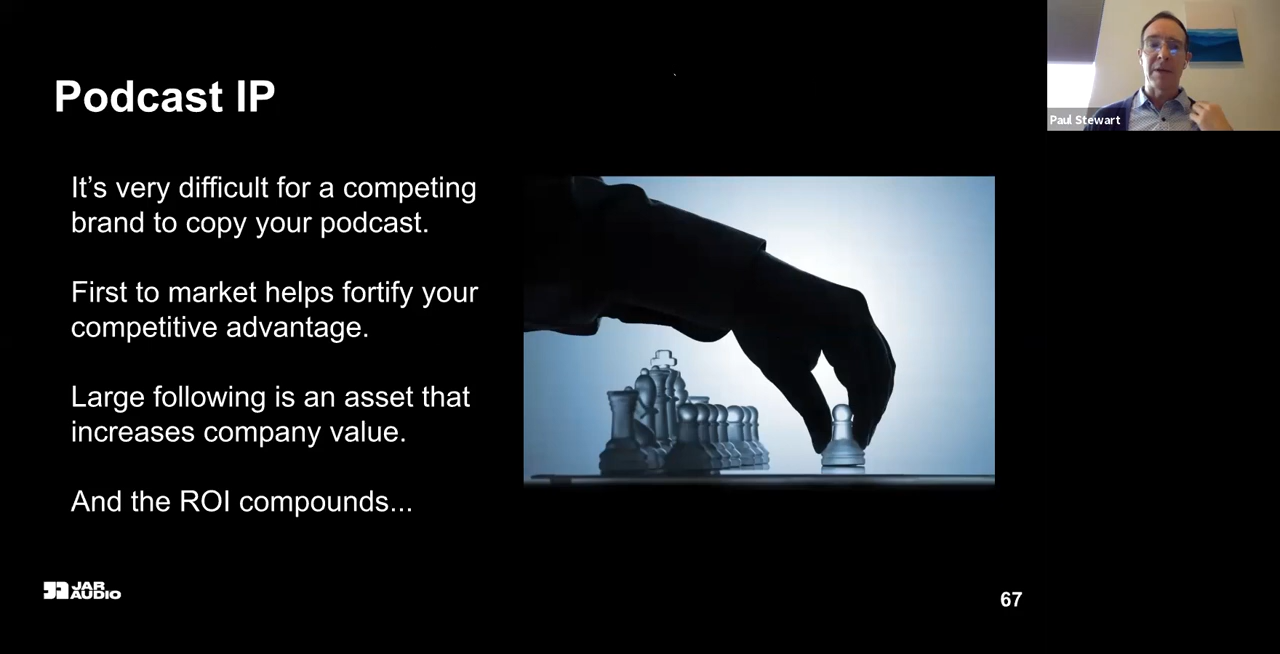 Podcast IP
Paul Stewart
It’s very difficult for a competing
brand to copy your podcast.
First to market helps fortify your
competitive advantage.
Large following is an asset that
increases company value.
And the ROI compounds...
JAR
AUDIO
67